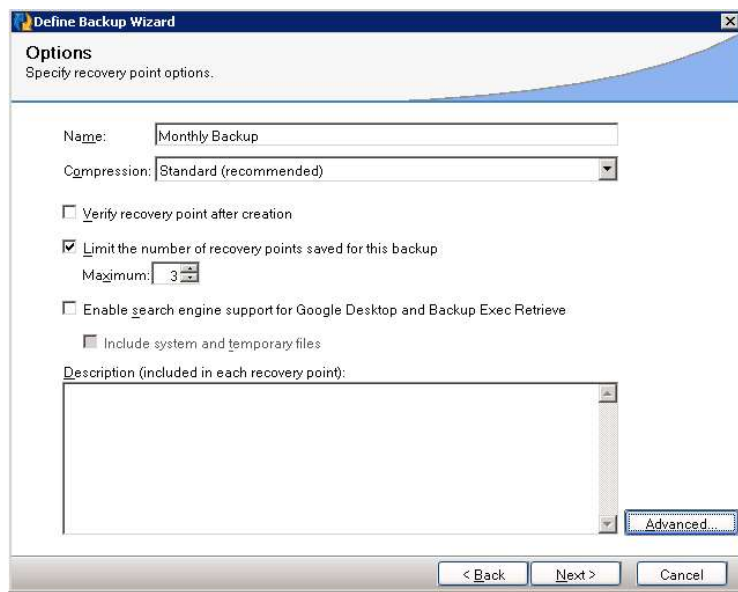 Define Backup Wizard
Options
Specify recovery point options.
Name: Monthly Backup
Compression: Standard (recommended)
Verify recovery point after creation
Limit the number of recovery points saved for this backup
Maximum: 3
Enable search engine support for Google Desktop and Backup Exec Retrieve
Include system and temporary files
Description (included in each recovery point):
Advanced...
< Back Next > Cancel